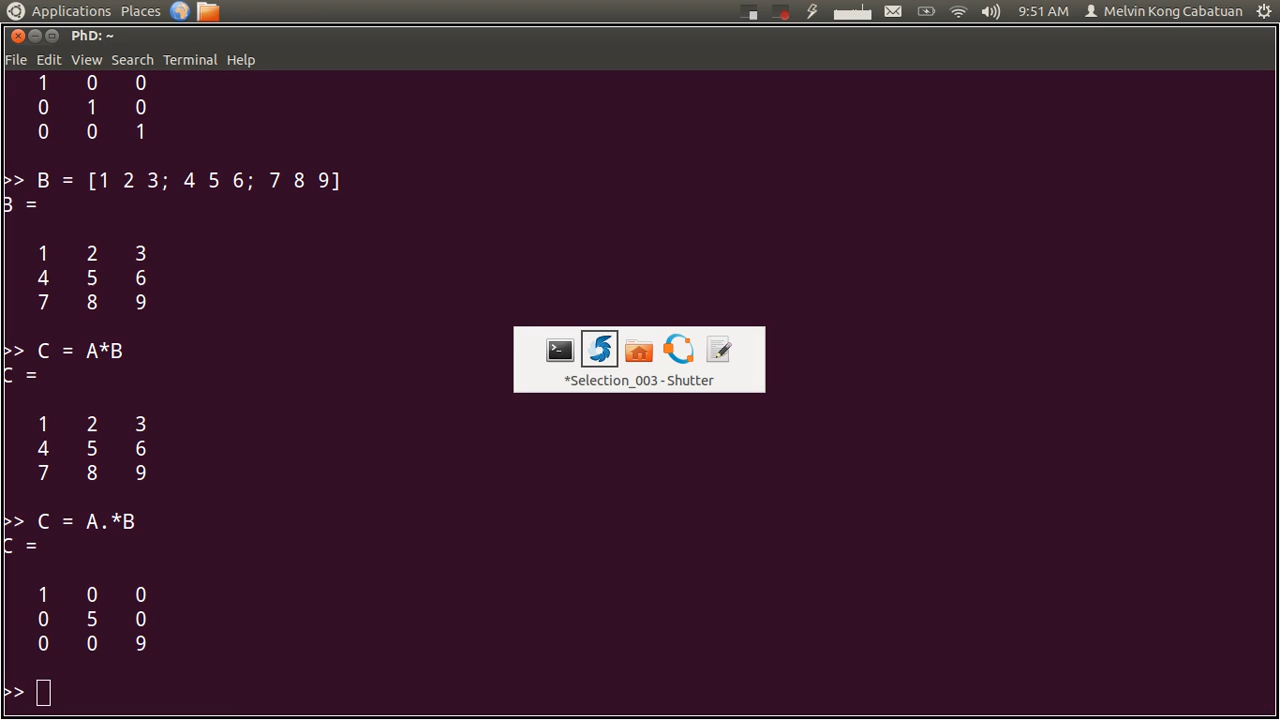 Applications Places 9:51 AM Melvin Kong Cabatuan
PhD: ~
File Edit View Search Terminal Help
1 0 0
0 1 0
0 0 1
>> B = [1 2 3; 4 5 6; 7 8 9]
B =
1 2 3
4 5 6
7 8 9
>> C = A*B
C =
1 2 3
4 5 6
7 8 9
*Selection_003 - Shutter
>> C = A.*B
C =
1 0 0
0 5 0
0 0 9
>>